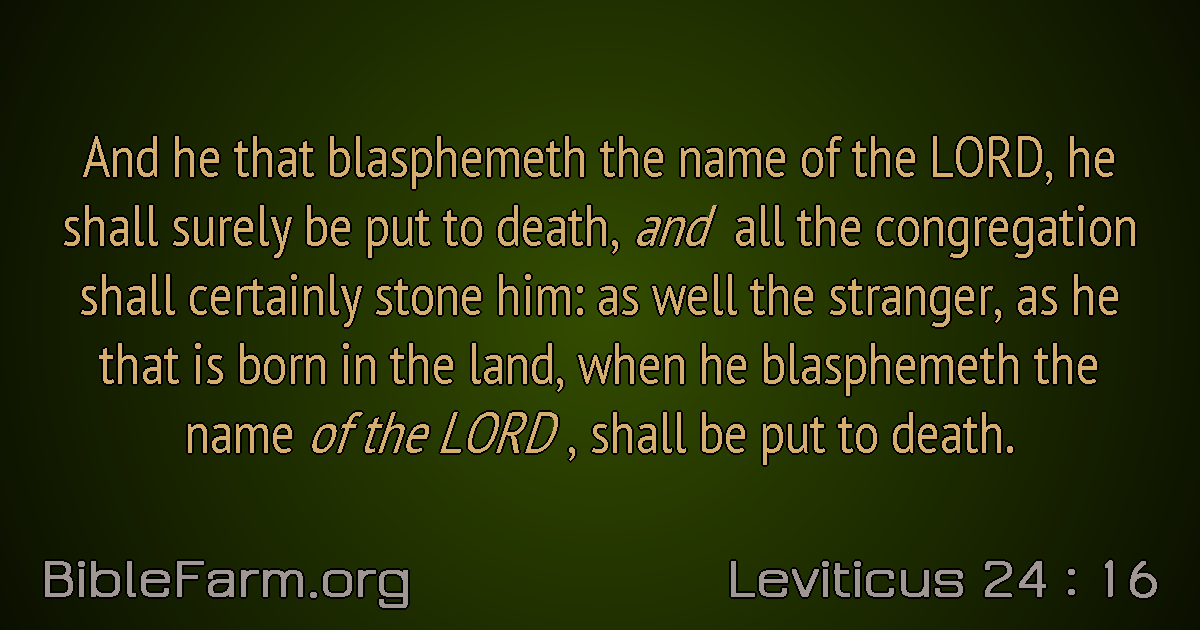 And he that blasphemeth the name of the LORD, he
shall surely be put to death, and all the congregation
shall certainly stone him: as well the stranger, as he
that is born in the land, when he blasphemeth the
name of the LORD , shall be put to death.
BibleFarm.org
Leviticus 24 : 16